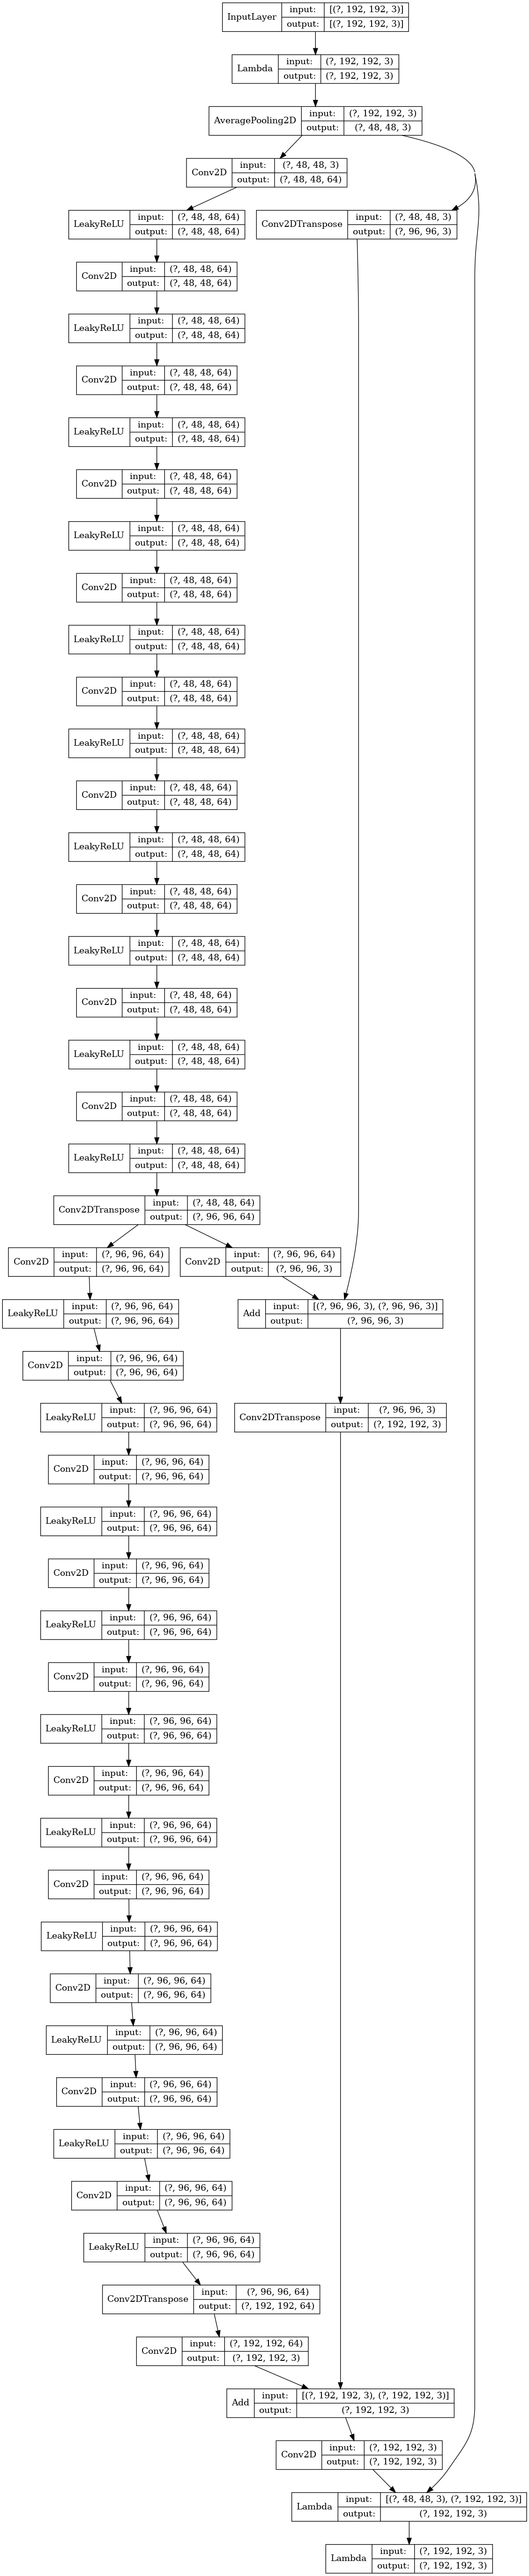 InputLayer
input: [(?, 192, 192, 3)]
output: [(?, 192, 192, 3)]
Lambda
input: (?, 192, 192, 3)
output: (?, 192, 192, 3)
AveragePooling2D
input: (?, 192, 192, 3)
output: (?, 48, 48, 3)
Conv2D
input: (?, 48, 48, 3)
output: (?, 48, 48, 64)
LeakyReLU
input: (?, 48, 48, 64)
output: (?, 48, 48, 64)
Conv2DTranspose
input: (?, 48, 48, 3)
output: (?, 96, 96, 3)
Conv2D
input: (?, 48, 48, 64)
output: (?, 48, 48, 64)
LeakyReLU
input: (?, 48, 48, 64)
output: (?, 48, 48, 64)
Conv2D
input: (?, 48, 48, 64)
output: (?, 48, 48, 64)
LeakyReLU
input: (?, 48, 48, 64)
output: (?, 48, 48, 64)
Conv2D
input: (?, 48, 48, 64)
output: (?, 48, 48, 64)
LeakyReLU
input: (?, 48, 48, 64)
output: (?, 48, 48, 64)
Conv2D
input: (?, 48, 48, 64)
output: (?, 48, 48, 64)
LeakyReLU
input: (?, 48, 48, 64)
output: (?, 48, 48, 64)
Conv2D
input: (?, 48, 48, 64)
output: (?, 48, 48, 64)
LeakyReLU
input: (?, 48, 48, 64)
output: (?, 48, 48, 64)
Conv2D
input: (?, 48, 48, 64)
output: (?, 48, 48, 64)
LeakyReLU
input: (?, 48, 48, 64)
output: (?, 48, 48, 64)
Conv2D
input: (?, 48, 48, 64)
output: (?, 48, 48, 64)
LeakyReLU
input: (?, 48, 48, 64)
output: (?, 48, 48, 64)
Conv2D
input: (?, 48, 48, 64)
output: (?, 48, 48, 64)
LeakyReLU
input: (?, 48, 48, 64)
output: (?, 48, 48, 64)
Conv2D
input: (?, 48, 48, 64)
output: (?, 48, 48, 64)
LeakyReLU
input: (?, 48, 48, 64)
output: (?, 48, 48, 64)
Conv2DTranspose
input: (?, 48, 48, 64)
output: (?, 96, 96, 64)
Conv2D
input: (?, 96, 96, 64)
output: (?, 96, 96, 64)
Conv2D
input: (?, 96, 96, 64)
output: (?, 96, 96, 3)
LeakyReLU
input: (?, 96, 96, 64)
output: (?, 96, 96, 64)
Add
input: [(?, 96, 96, 3), (?, 96, 96, 3)]
output: (?, 96, 96, 3)
Conv2D
input: (?, 96, 96, 64)
output: (?, 96, 96, 64)
LeakyReLU
input: (?, 96, 96, 64)
output: (?, 96, 96, 64)
Conv2DTranspose
input: (?, 96, 96, 3)
output: (?, 192, 192, 3)
Conv2D
input: (?, 96, 96, 64)
output: (?, 96, 96, 64)
LeakyReLU
input: (?, 96, 96, 64)
output: (?, 96, 96, 64)
Conv2D
input: (?, 96, 96, 64)
output: (?, 96, 96, 64)
LeakyReLU
input: (?, 96, 96, 64)
output: (?, 96, 96, 64)
Conv2D
input: (?, 96, 96, 64)
output: (?, 96, 96, 64)
LeakyReLU
input: (?, 96, 96, 64)
output: (?, 96, 96, 64)
Conv2D
input: (?, 96, 96, 64)
output: (?, 96, 96, 64)
LeakyReLU
input: (?, 96, 96, 64)
output: (?, 96, 96, 64)
Conv2D
input: (?, 96, 96, 64)
output: (?, 96, 96, 64)
LeakyReLU
input: (?, 96, 96, 64)
output: (?, 96, 96, 64)
Conv2D
input: (?, 96, 96, 64)
output: (?, 96, 96, 64)
LeakyReLU
input: (?, 96, 96, 64)
output: (?, 96, 96, 64)
Conv2D
input: (?, 96, 96, 64)
output: (?, 96, 96, 64)
LeakyReLU
input: (?, 96, 96, 64)
output: (?, 96, 96, 64)
Conv2D
input: (?, 96, 96, 64)
output: (?, 96, 96, 64)
LeakyReLU
input: (?, 96, 96, 64)
output: (?, 96, 96, 64)
Conv2DTranspose
input: (?, 96, 96, 64)
output: (?, 192, 192, 64)
Conv2D
input: (?, 192, 192, 64)
output: (?, 192, 192, 3)
Add
input: [(?, 192, 192, 3), (?, 192, 192, 3)]
output: (?, 192, 192, 3)
Conv2D
input: (?, 192, 192, 3)
output: (?, 192, 192, 3)
Lambda
input: [(?, 48, 48, 3), (?, 192, 192, 3)]
output: (?, 192, 192, 3)
Lambda
input: (?, 192, 192, 3)
output: (?, 192, 192, 3)